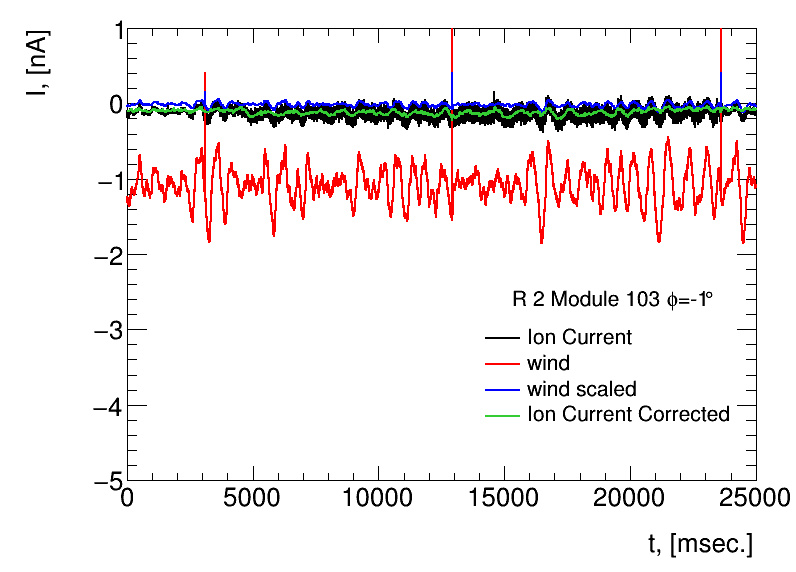 I, [nA]
1
0
−1
−2
−3
−4
−5
R 2 Module 103 ϕ=-1°
Ion Current
wind
wind scaled
Ion Current Corrected
0 5000 10000 15000 20000 25000
t, [msec.]